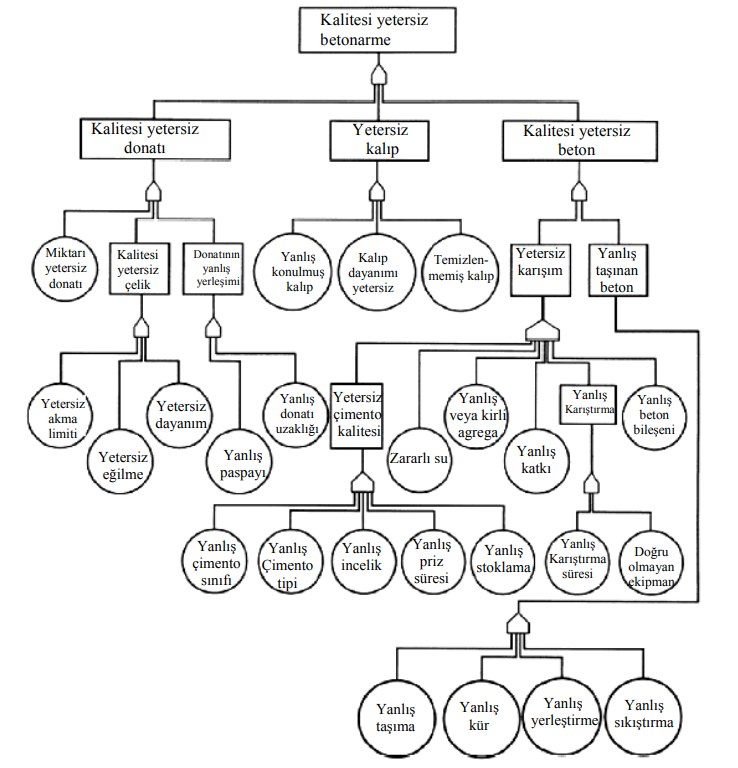 Kalitesi yetersiz
betonarme
Kalitesi yetersiz
donatı
Yetersiz
kalıp
Kalitesi yetersiz
beton
Miktarı
yetersiz
donatı
Kalitesi
yetersiz
çelik
Donatının
yanlış
yerleşimi
Yanlış
konulmuş
kalıp
Kalıp
dayanımı
yetersiz
Temizlen-
memiş kalıp
Yetersiz
karışım
Yanlış
taşınan
beton
Yetersiz
akma
limiti
Yetersiz
eğilme
Yetersiz
dayanım
Yanlış
paspayı
Yanlış
donatı
uzaklığı
Yetersiz
çimento
kalitesi
Zararlı su
Yanlış
veya kirli
agrega
Yanlış
katkı
Yanlış
Karıştırma
Yanlış
beton
bileşeni
Yanlış
çimento
sınıfı
Yanlış
Çimento
tipi
Yanlış
incelik
Yanlış
priz
süresi
Yanlış
stoklama
Yanlış
Karıştırma
süresi
Doğru
olmayan
ekipman
Yanlış
taşıma
Yanlış
kür
Yanlış
yerleştirme
Yanlış
sıkıştırma